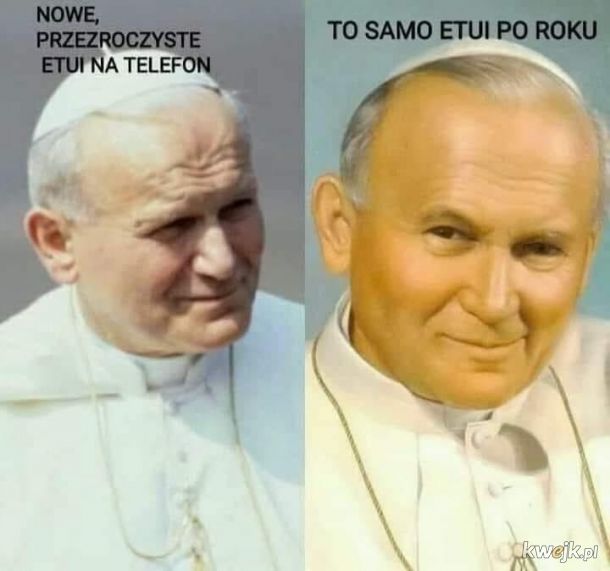 NOWE,
PRZEZROCZYSTE
ETUI NA TELEFON
TO SAMO ETUI PO ROKU
kwejk.pl